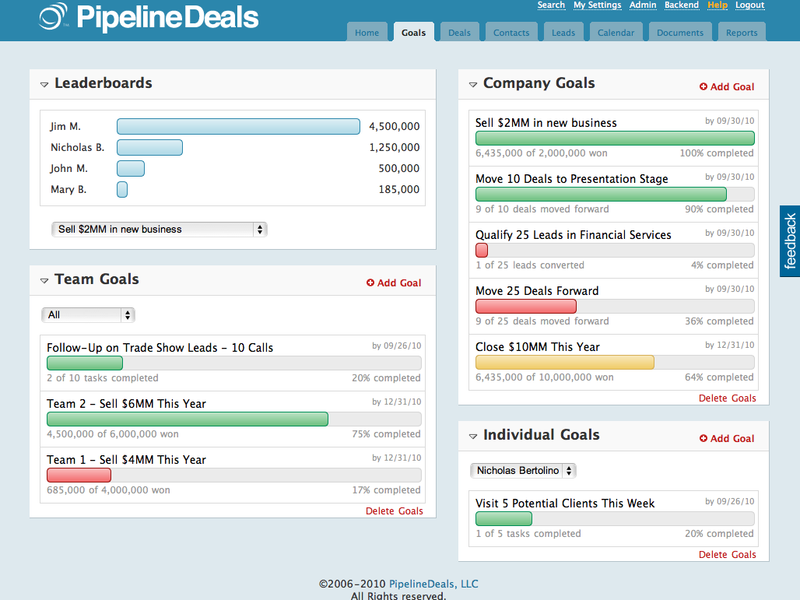 PipelineDeals
Search My Settings Admin Backend Help Logout
Home Goals Deals Contacts Leads Calendar Documents Reports
Leaderboards
Jim M. 4,500,000
Nicholas B. 1,250,000
John M. 500,000
Mary B. 185,000
Sell $2MM in new business
Team Goals
Add Goal
All
Follow-Up on Trade Show Leads - 10 Calls by 09/26/10
2 of 10 tasks completed 20% completed
Team 2 - Sell $6MM This Year by 12/31/10
4,500,000 of 6,000,000 won 75% completed
Team 1 - Sell $4MM This Year by 12/31/10
685,000 of 4,000,000 won 17% completed
Delete Goals
Company Goals
Add Goal
Sell $2MM in new business by 09/30/10
6,435,000 of 2,000,000 won 100% completed
Move 10 Deals to Presentation Stage by 09/30/10
9 of 10 deals moved forward 90% completed
Qualify 25 Leads in Financial Services by 09/30/10
1 of 25 leads converted 4% completed
Move 25 Deals Forward by 09/30/10
9 of 25 deals moved forward 36% completed
Close $10MM This Year by 12/31/10
6,435,000 of 10,000,000 won 64% completed
Delete Goals
Individual Goals
Add Goal
Nicholas Bertolino
Visit 5 Potential Clients This Week by 09/26/10
1 of 5 tasks completed 20% completed
Delete Goals
feedback
©2006-2010 PipelineDeals, LLC
All Rights reserved.